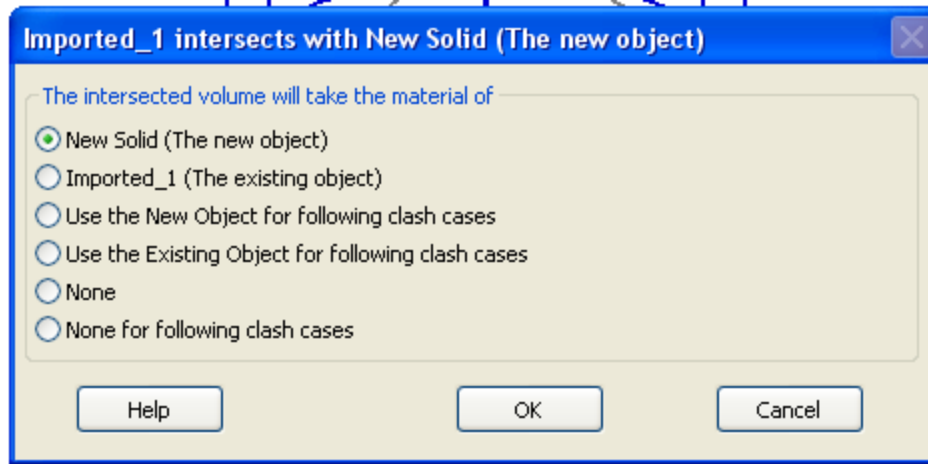 Imported_1 intersects with New Solid (The new object)
The intersected volume will take the material of
New Solid (The new object)
Imported_1 (The existing object)
Use the New Object for following clash cases
Use the Existing Object for following clash cases
None
None for following clash cases
Help OK Cancel